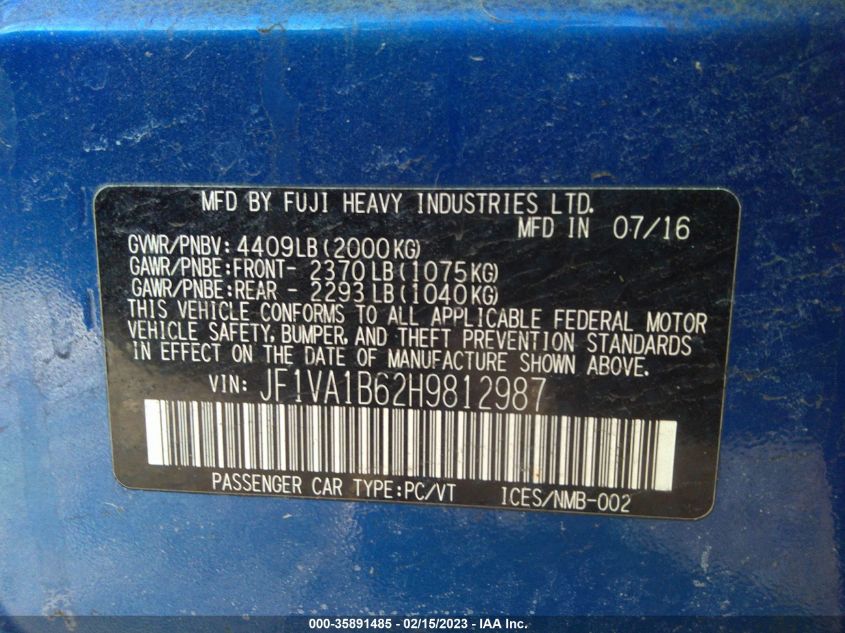 MFD BY FUJI HEAVY INDUSTRIES LTD.
MFD IN 07/16
GVWR/PNBV: 4409LB(2000KG)
GAWR/PNBE:FRONT- 2370LB(1075KG)
GAWR/PNBE:REAR - 2293LB(1040KG)
THIS VEHICLE CONFORMS TO ALL APPLICABLE FEDERAL MOTOR
VEHICLE SAFETY, BUMPER, AND THEFT PREVENTION STANDARDS
IN EFFECT ON THE DATE OF MANUFACTURE SHOWN ABOVE.
VIN: JF1VA1B62H9812987
PASSENGER CAR TYPE:PC/VT ICES/NMB-002
000-35891485 - 02/15/2023 - IAA Inc.